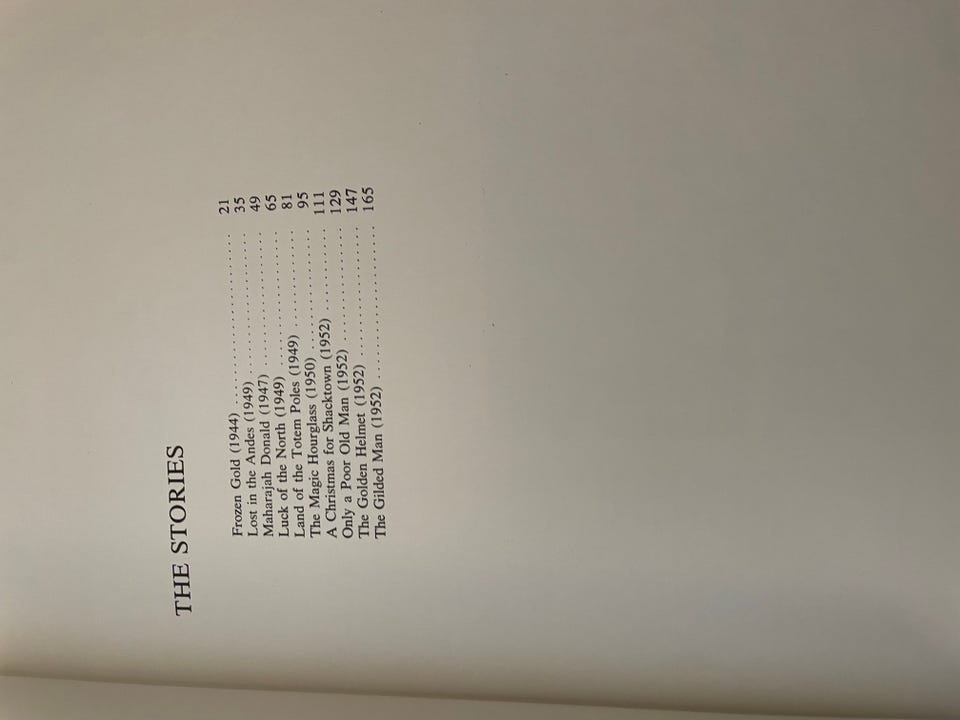 THE STORIES
Frozen Gold (1944) ........................ 21
Lost in the Andes (1949) ................... 35
Maharajah Donald (1947) .................. 49
Luck of the North (1949) .................. 65
Land of the Totem Poles (1949) ............. 81
The Magic Hourglass (1950) ................ 95
A Christmas for Shacktown (1952) ........... 111
Only a Poor Old Man (1952) ............... 129
The Golden Helmet (1952) ................. 147
The Gilded Man (1952) .................... 165